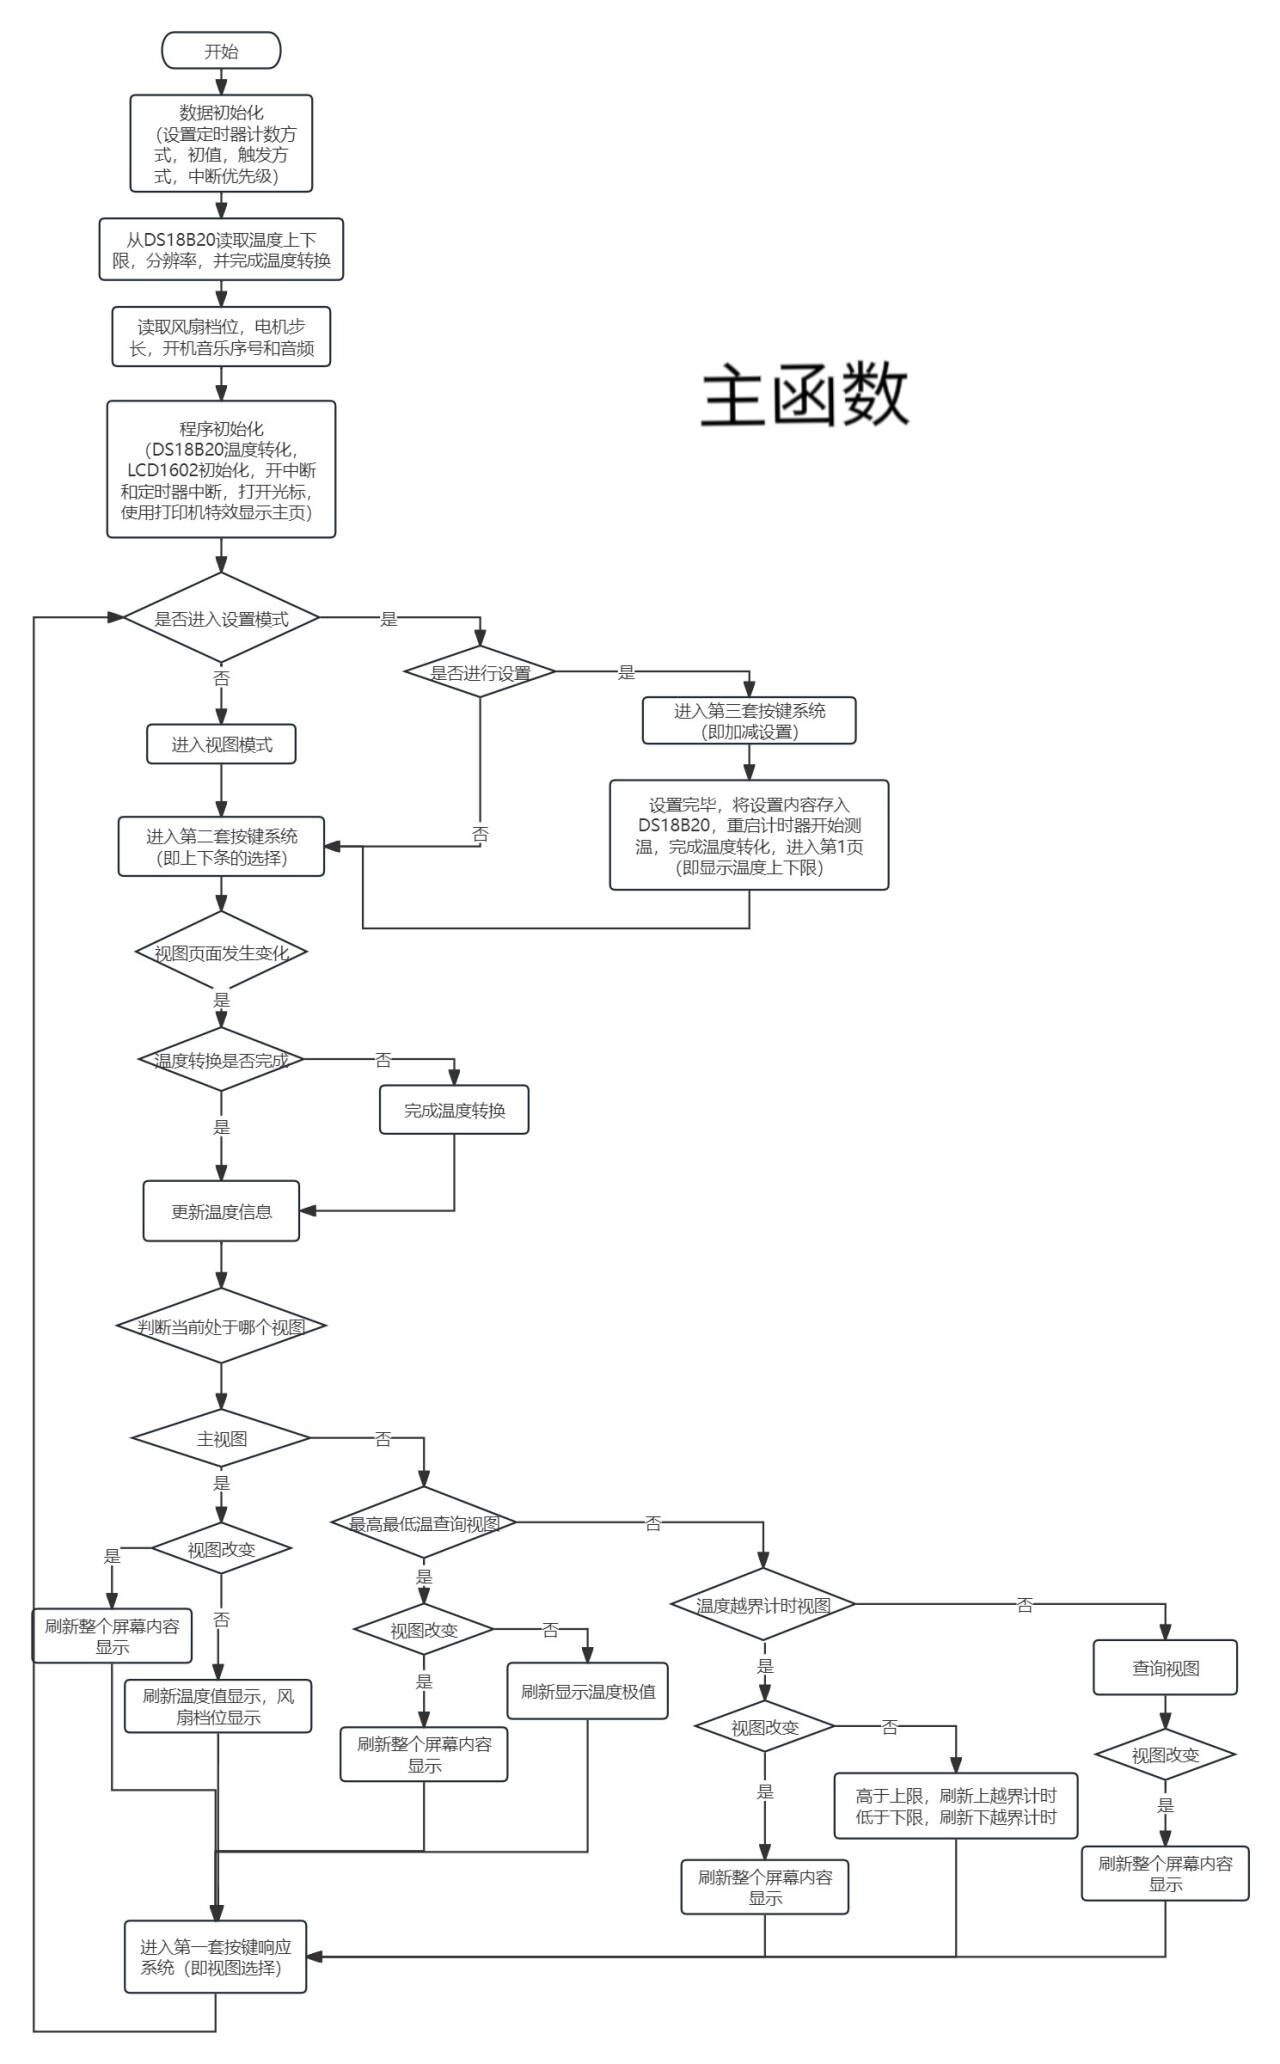 开始
数据初始化
（设置定时器计数方
式，初值，触发方
式，中断优先级）
从DS18B20读取温度上下
限，分辨率，并完成温度转换
读取风扇档位，电机步
长，开机音乐序号和音频
主函数
程序初始化
（DS18B20温度转化，
LCD1602初始化，开中断
和定时器中断，打开光标，
使用打印机特效显示主页）
是否进入设置模式
是
是否进行设置
是
否
进入第三套按键系统
（即加减设置）
进入视图模式
设置完毕，将设置内容存入
DS18B20，重启计时器开始测
温，完成温度转化，进入第1页
（即显示温度上下限）
否
进入第二套按键系统
（即上下条的选择）
视图页面发生变化
是
温度转换是否完成
否
完成温度转换
是
更新温度信息
判断当前处于哪个视图
主视图
否
是
最高最低温查询视图
否
视图改变
是
是
否
温度越界计时视图
否
刷新整个屏幕内容
显示
视图改变
否
是
查询视图
刷新温度值显示，风
扇档位显示
是
刷新显示温度极值
视图改变
否
视图改变
刷新整个屏幕内容
显示
是
高于上限，刷新上越界计时
低于下限，刷新下越界计时
是
刷新整个屏幕内容
显示
刷新整个屏幕内容
显示
进入第一套按键响应
系统（即视图选择）